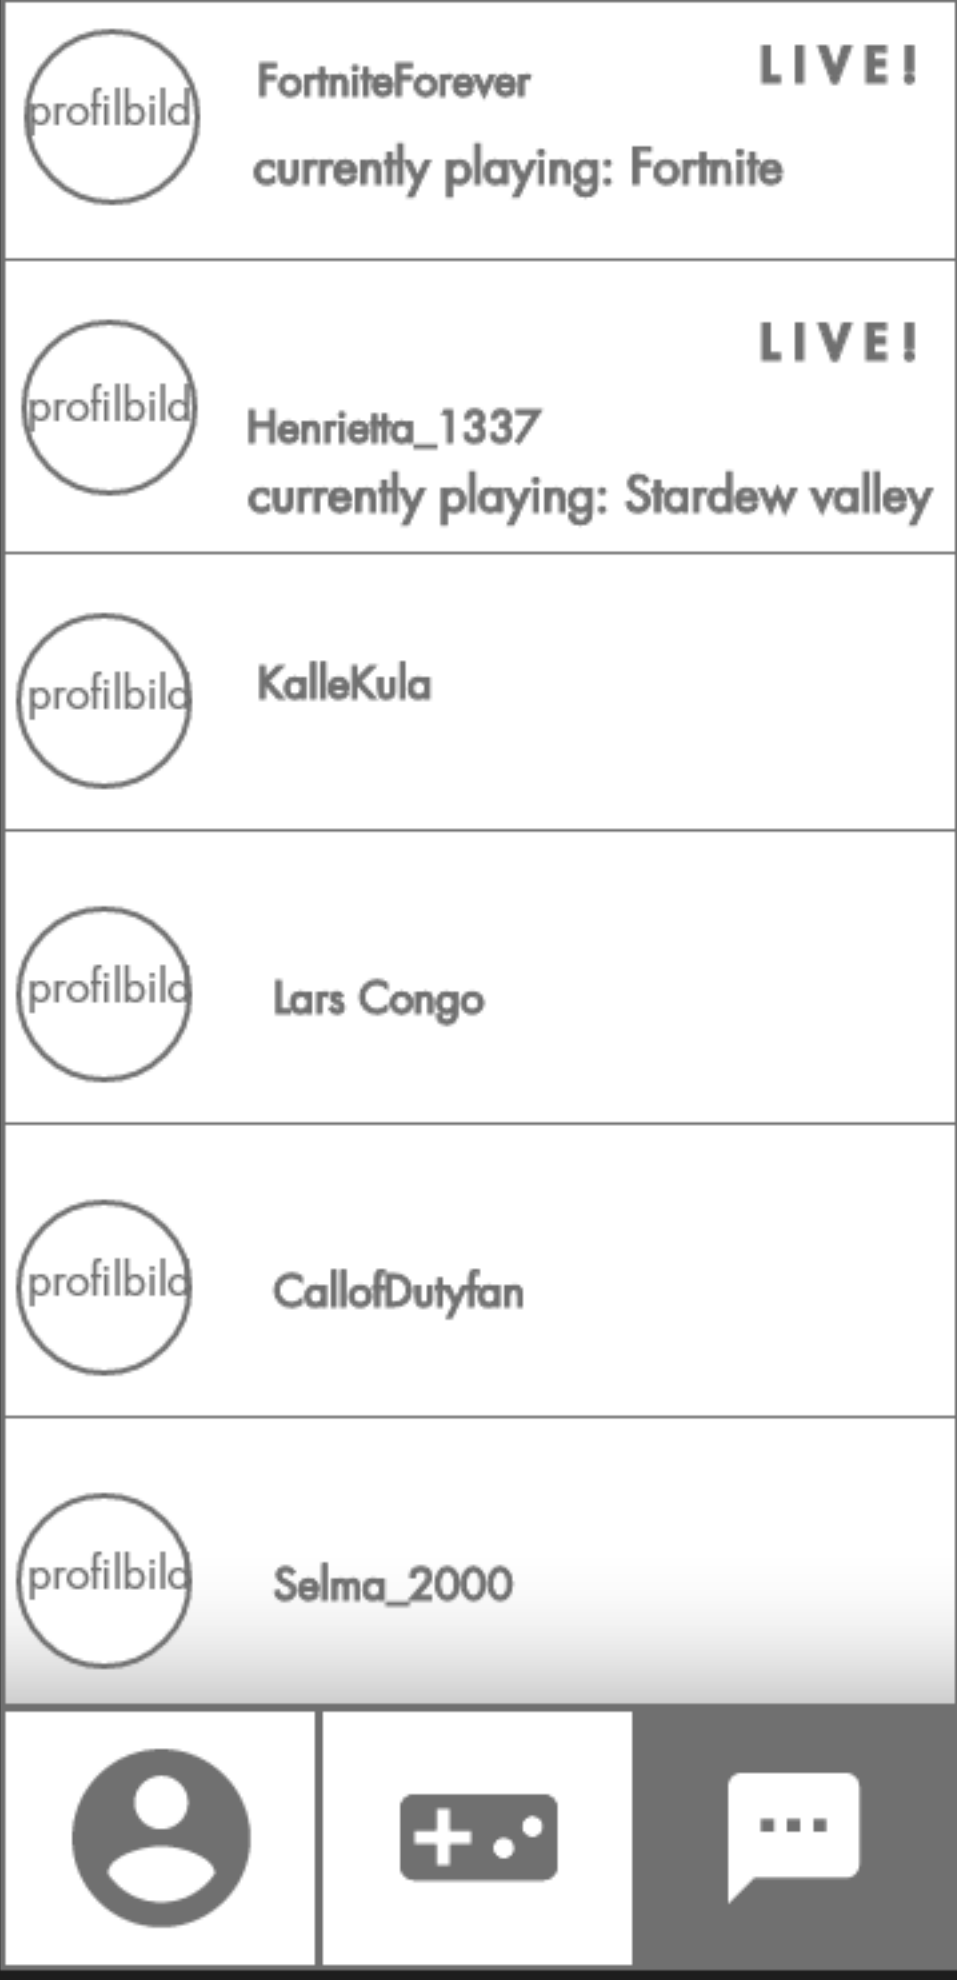 profilbild
FortniteForever
LIVE!
currently playing: Fortnite
profilbild
LIVE!
Henrietta_1337
currently playing: Stardew valley
profilbild
KalleKula
profilbild
Lars Congo
profilbild
CallofDutyfan
profilbild
Selma_2000